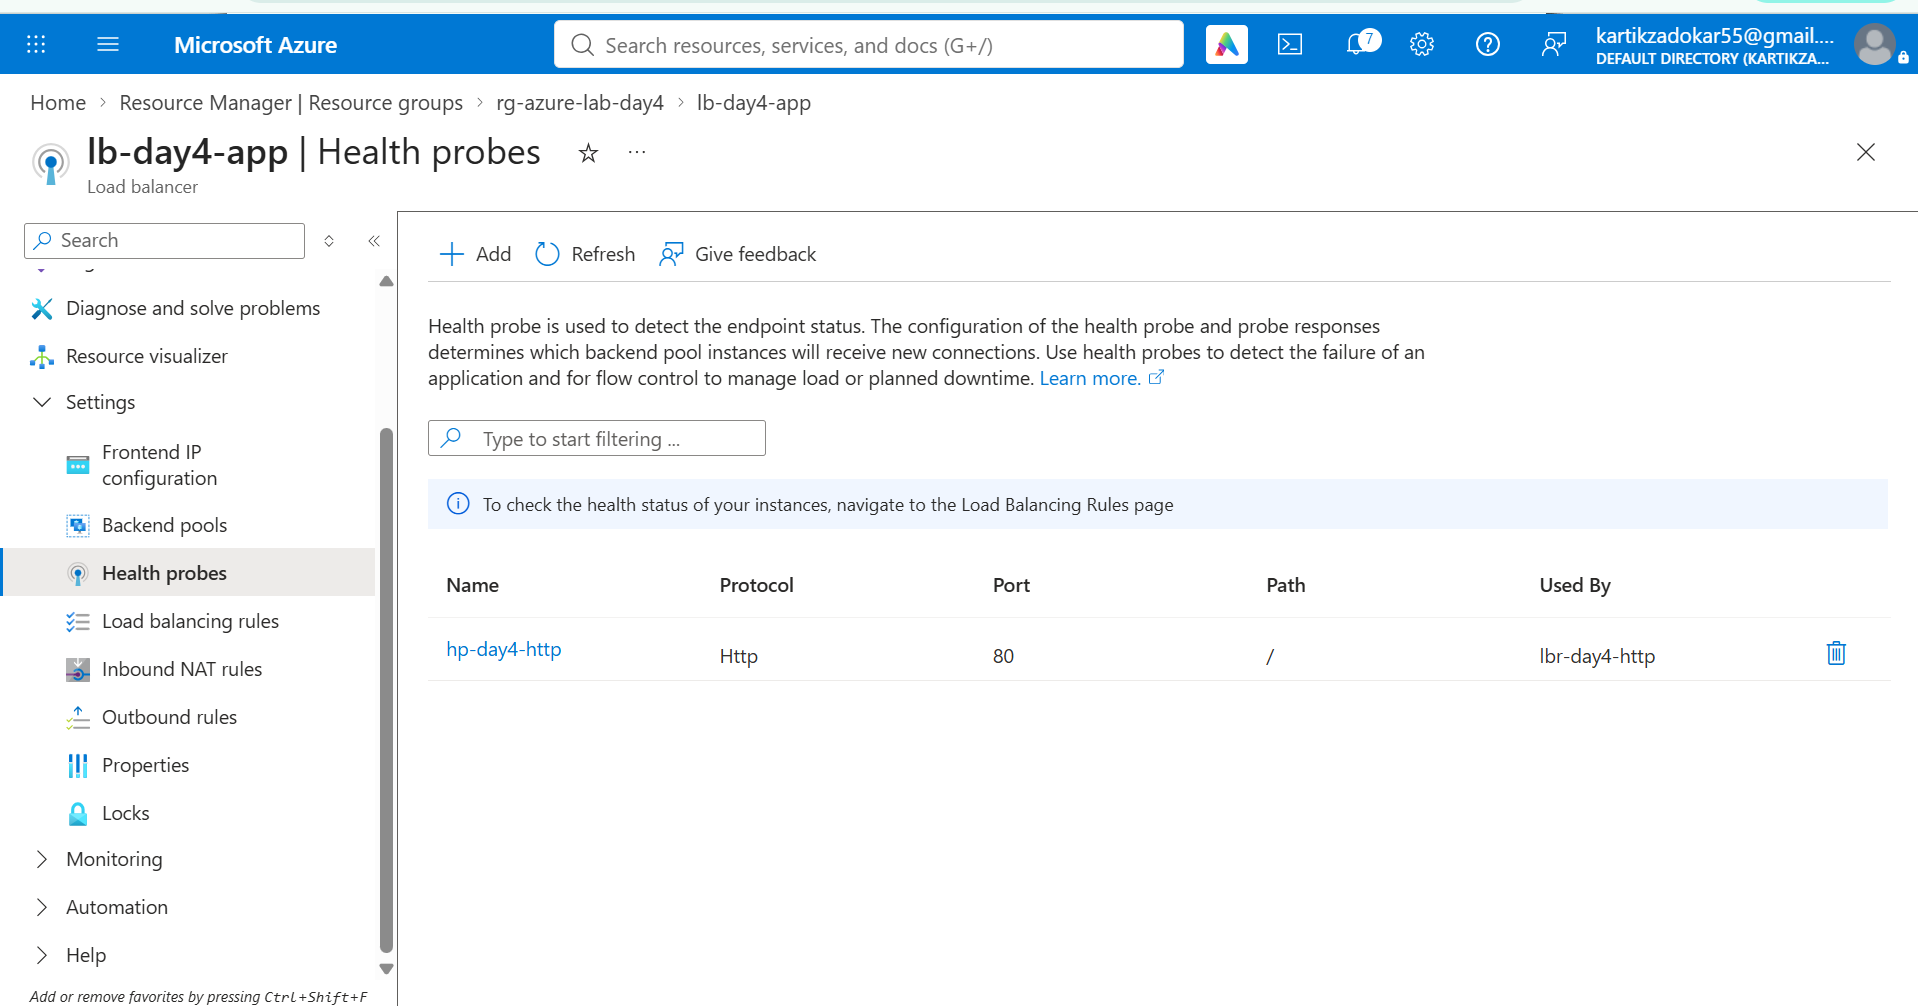 Microsoft Azure
Search resources, services, and docs (G+/)
7
kartikzadokar55@gmail....
DEFAULT DIRECTORY (KARTIKZA...
Home > Resource Manager | Resource groups > rg-azure-lab-day4 > lb-day4-app
lb-day4-app | Health probes
Load balancer
Search
Diagnose and solve problems
Resource visualizer
Settings
Frontend IP
configuration
Backend pools
Health probes
Load balancing rules
Inbound NAT rules
Outbound rules
Properties
Locks
Monitoring
Automation
Help
Add or remove favorites by pressing Ctrl+Shift+F
Add
Refresh
Give feedback
Health probe is used to detect the endpoint status. The configuration of the health probe and probe responses
determines which backend pool instances will receive new connections. Use health probes to detect the failure of an
application and for flow control to manage load or planned downtime. Learn more.
Type to start filtering ...
To check the health status of your instances, navigate to the Load Balancing Rules page
Name Protocol Port Path Used By
hp-day4-http Http 80 / lbr-day4-http